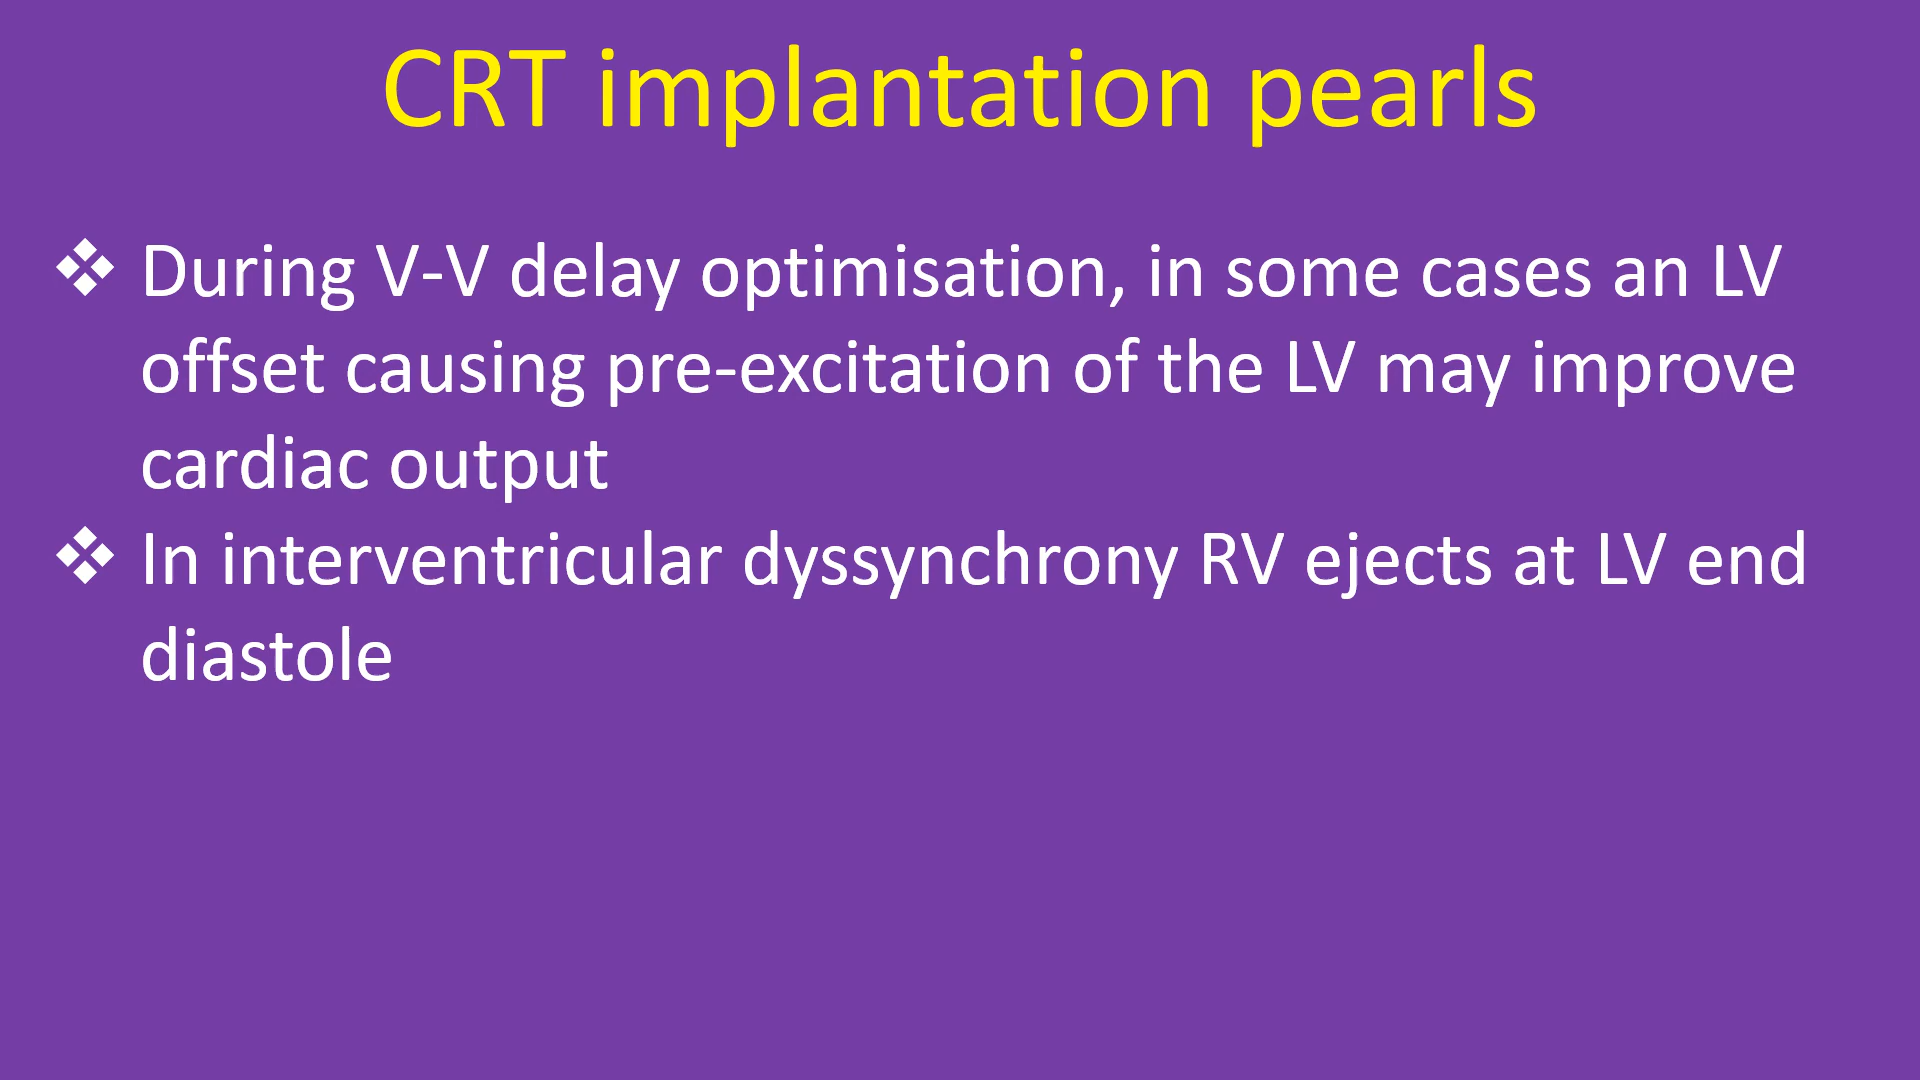 CRT implantation pearls
❖ During V-V delay optimisation, in some cases an LV
offset causing pre-excitation of the LV may improve
cardiac output
❖ In interventricular dyssynchrony RV ejects at LV end
diastole